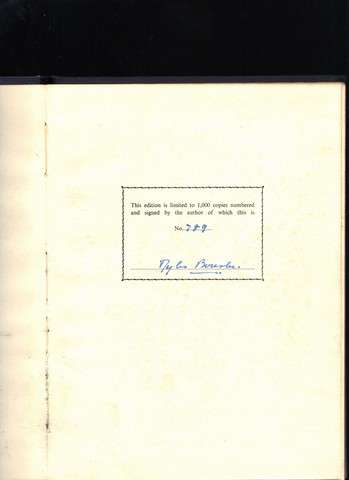 This edition is limited to 1,000 copies numbered
and signed by the author of which this is
No. 789